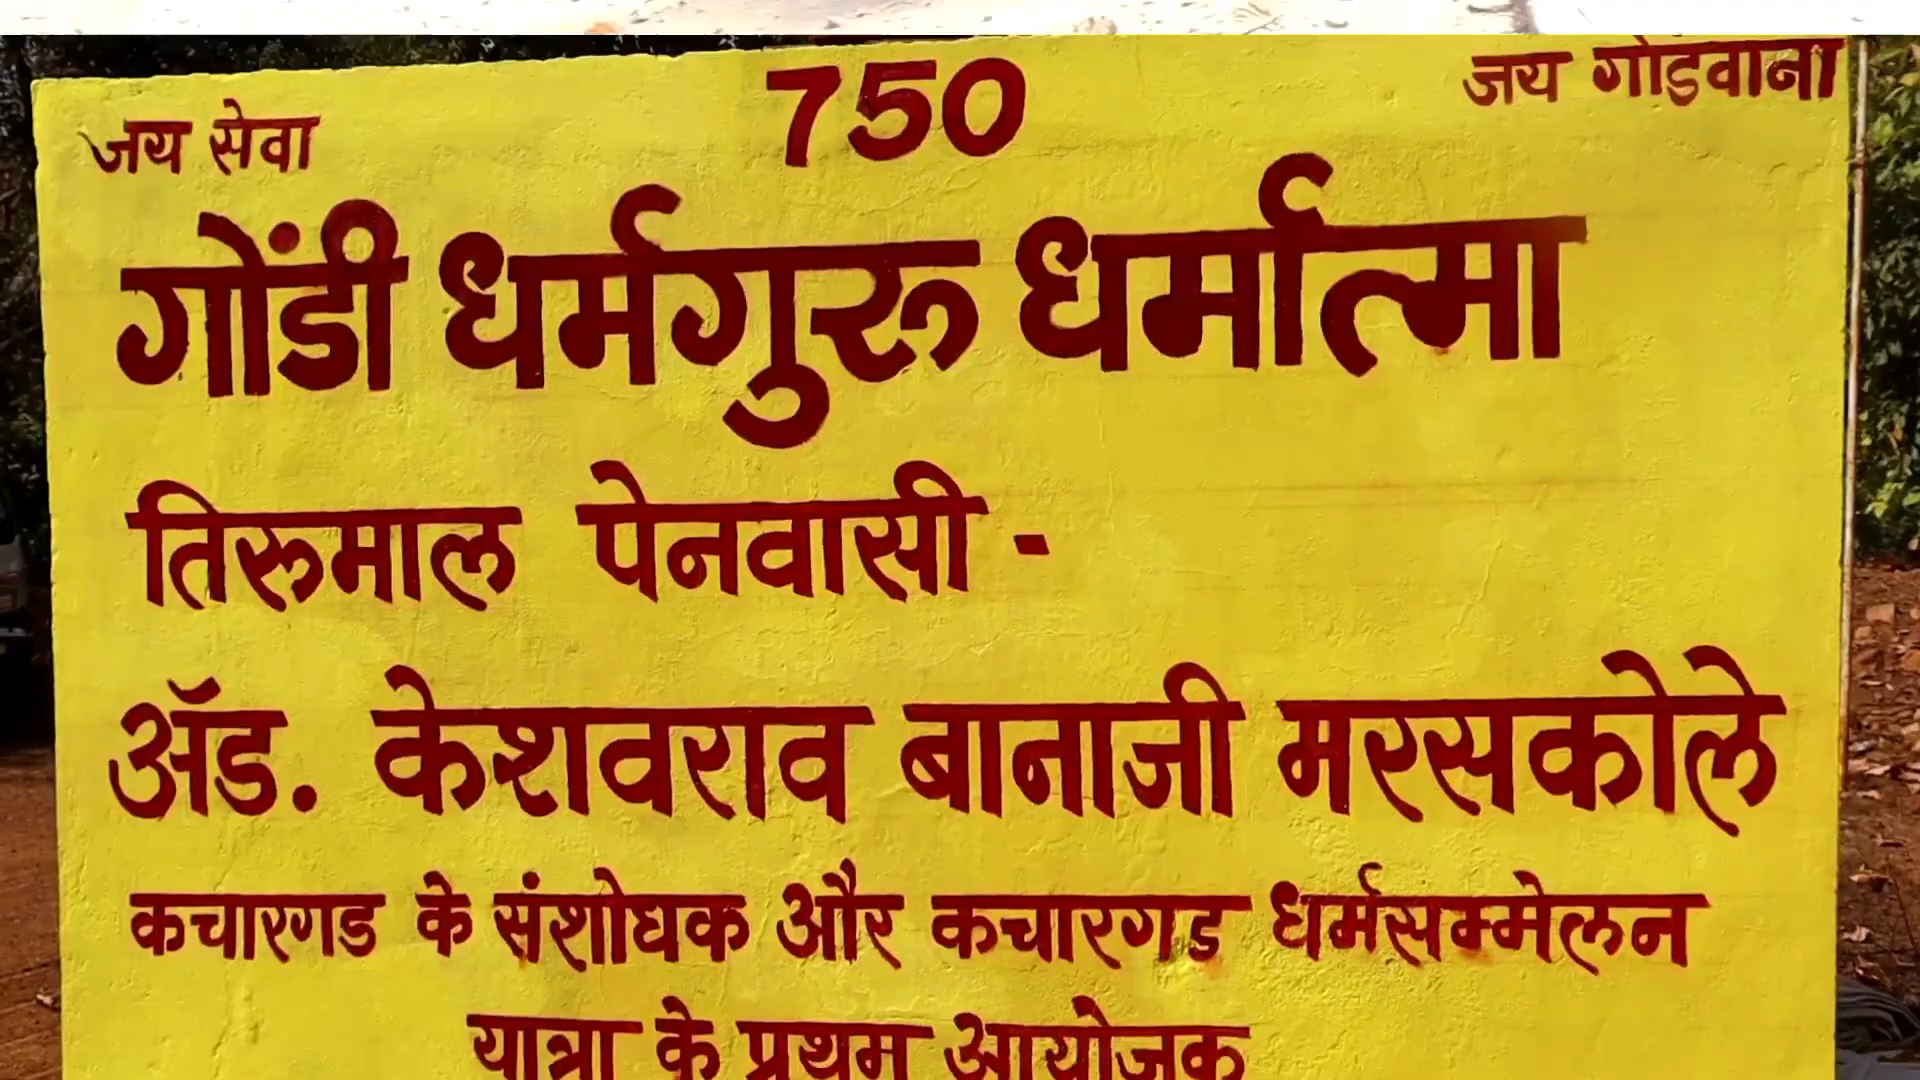 जय सेवा 750 जय गोंडवाना
गोंडी धर्मगुरू धर्मात्मा
तिरूमाल पेनवासी -
ॲड. केशवराव बानाजी मरसकोले
कचारगड के संशोधक और कचारगड़ धर्मसम्मेलन
यात्रा के प्रथम आयोजक